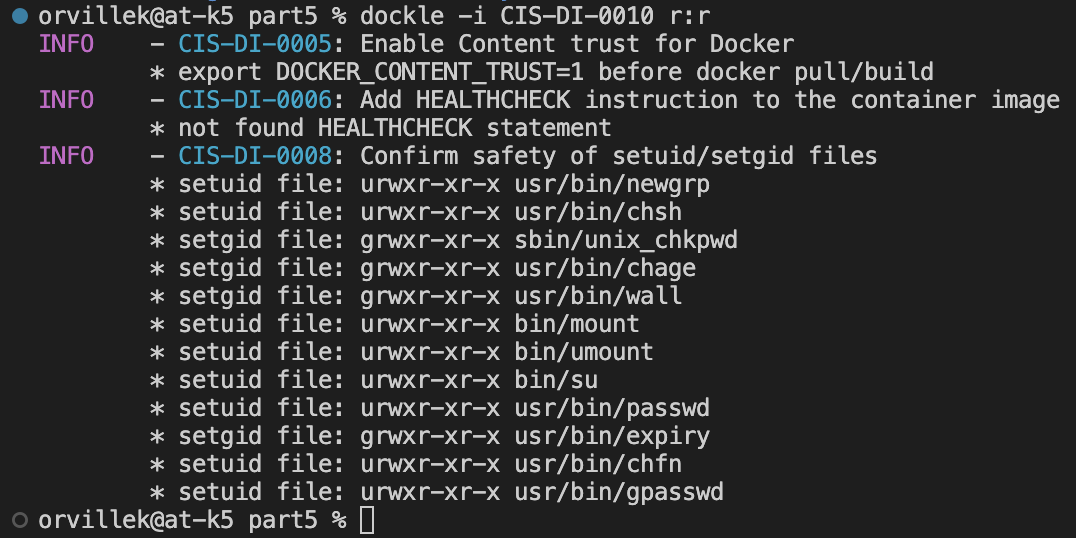 orvillek@at-k5 part5 % dockle -i CIS-DI-0010 r:r
INFO    - CIS-DI-0005: Enable Content trust for Docker
        * export DOCKER_CONTENT_TRUST=1 before docker pull/build
INFO    - CIS-DI-0006: Add HEALTHCHECK instruction to the container image
        * not found HEALTHCHECK statement
INFO    - CIS-DI-0008: Confirm safety of setuid/setgid files
        * setuid file: urwxr-xr-x usr/bin/newgrp
        * setuid file: urwxr-xr-x usr/bin/chsh
        * setgid file: grwxr-xr-x sbin/unix_chkpwd
        * setgid file: grwxr-xr-x usr/bin/chage
        * setgid file: grwxr-xr-x usr/bin/wall
        * setuid file: urwxr-xr-x bin/mount
        * setuid file: urwxr-xr-x bin/umount
        * setuid file: urwxr-xr-x bin/su
        * setuid file: urwxr-xr-x usr/bin/passwd
        * setgid file: grwxr-xr-x usr/bin/expiry
        * setuid file: urwxr-xr-x usr/bin/chfn
        * setuid file: urwxr-xr-x usr/bin/gpasswd
orvillek@at-k5 part5 %